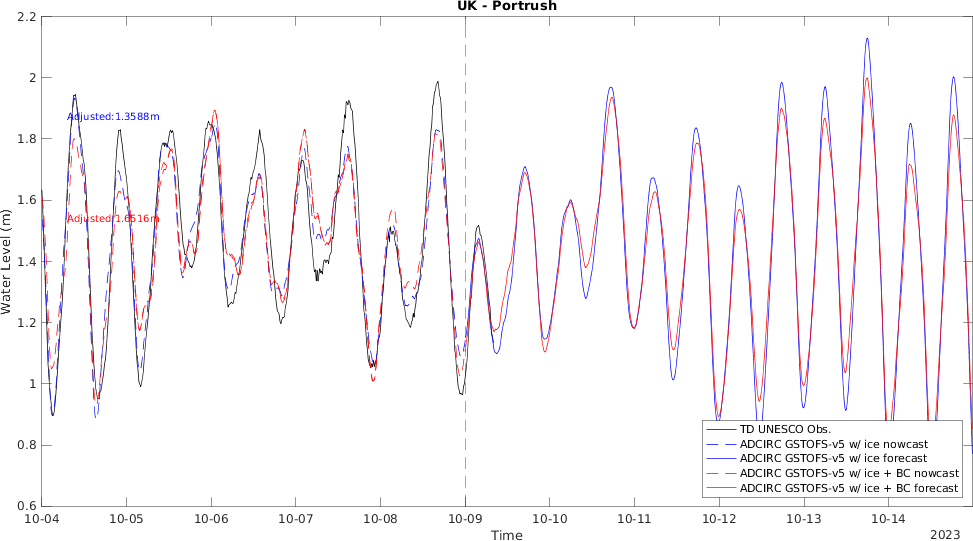 UK - Portrush
2.2
2
1.8
1.6
1.4
1.2
1
0.8
0.6
Water Level (m)
Adjusted:1.3588m
Adjusted:1.6516m
TD UNESCO Obs.
ADCIRC GSTOFS-v5 w/ ice nowcast
ADCIRC GSTOFS-v5 w/ ice forecast
ADCIRC GSTOFS-v5 w/ ice + BC nowcast
ADCIRC GSTOFS-v5 w/ ice + BC forecast
10-04 10-05 10-06 10-07 10-08 10-09 10-10 10-11 10-12 10-13 10-14
Time
2023